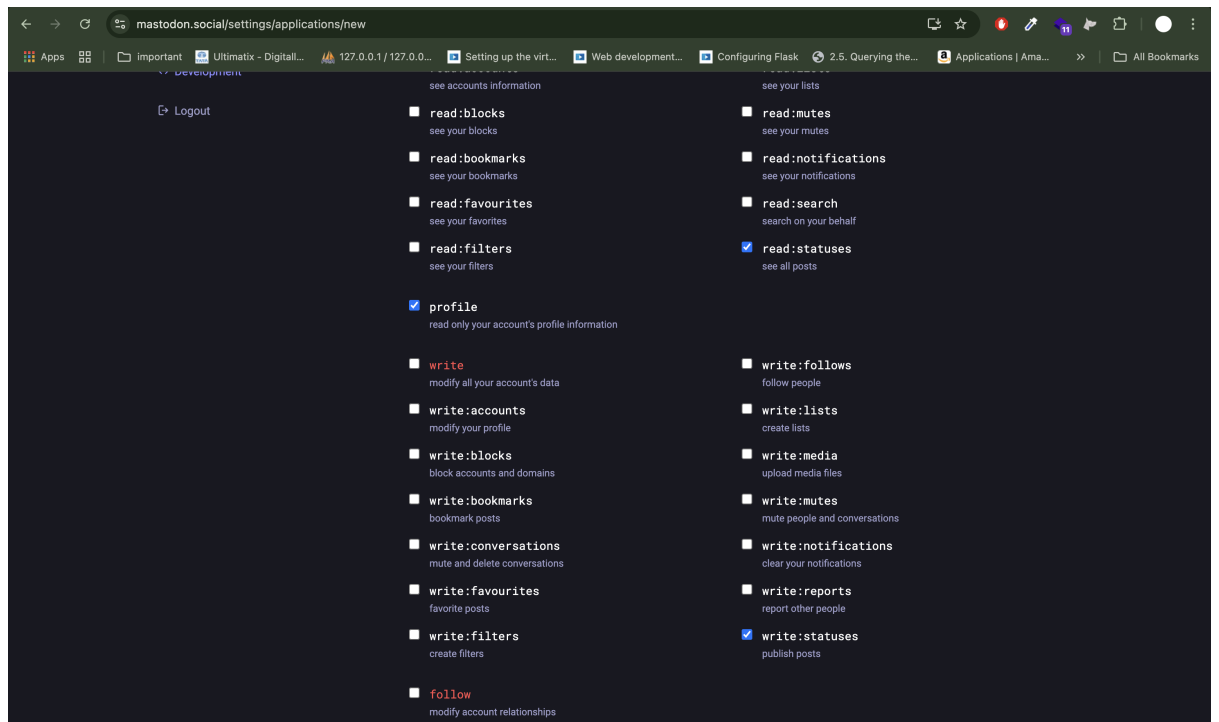 mastodon.social/settings/applications/new
11
Apps
important
Ultimatix - Digitall...
127.0.0.1 / 127.0.0...
Setting up the virt...
Web development...
Configuring Flask
2.5. Querying the...
Applications | Ama...
All Bookmarks
Development
Logout
see accounts information
see your lists
read:blocks
see your blocks
read:mutes
see your mutes
read:bookmarks
see your bookmarks
read:notifications
see your notifications
read:favourites
see your favorites
read:search
search on your behalf
read:filters
see your filters
read:statuses
see all posts
profile
read only your account's profile information
write
modify all your account's data
write:follows
follow people
write:accounts
modify your profile
write:lists
create lists
write:blocks
block accounts and domains
write:media
upload media files
write:bookmarks
bookmark posts
write:mutes
mute people and conversations
write:conversations
mute and delete conversations
write:notifications
clear your notifications
write:favourites
favorite posts
write:reports
report other people
write:filters
create filters
write:statuses
publish posts
follow
modify account relationships